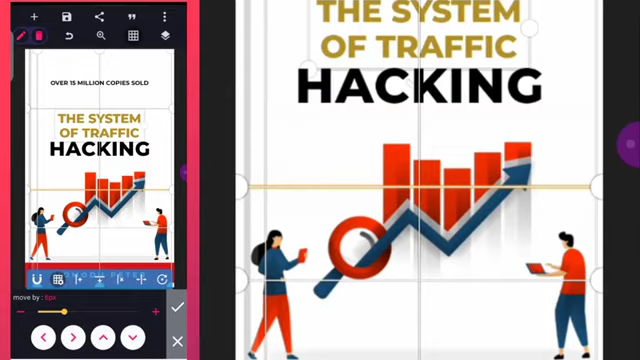 OVER 15 MILLION COPIES SOLD
THE SYSTEM
OF TRAFFIC
HACKING
move by : 6px
THE SYSTEM
OF TRAFFIC
HACKING